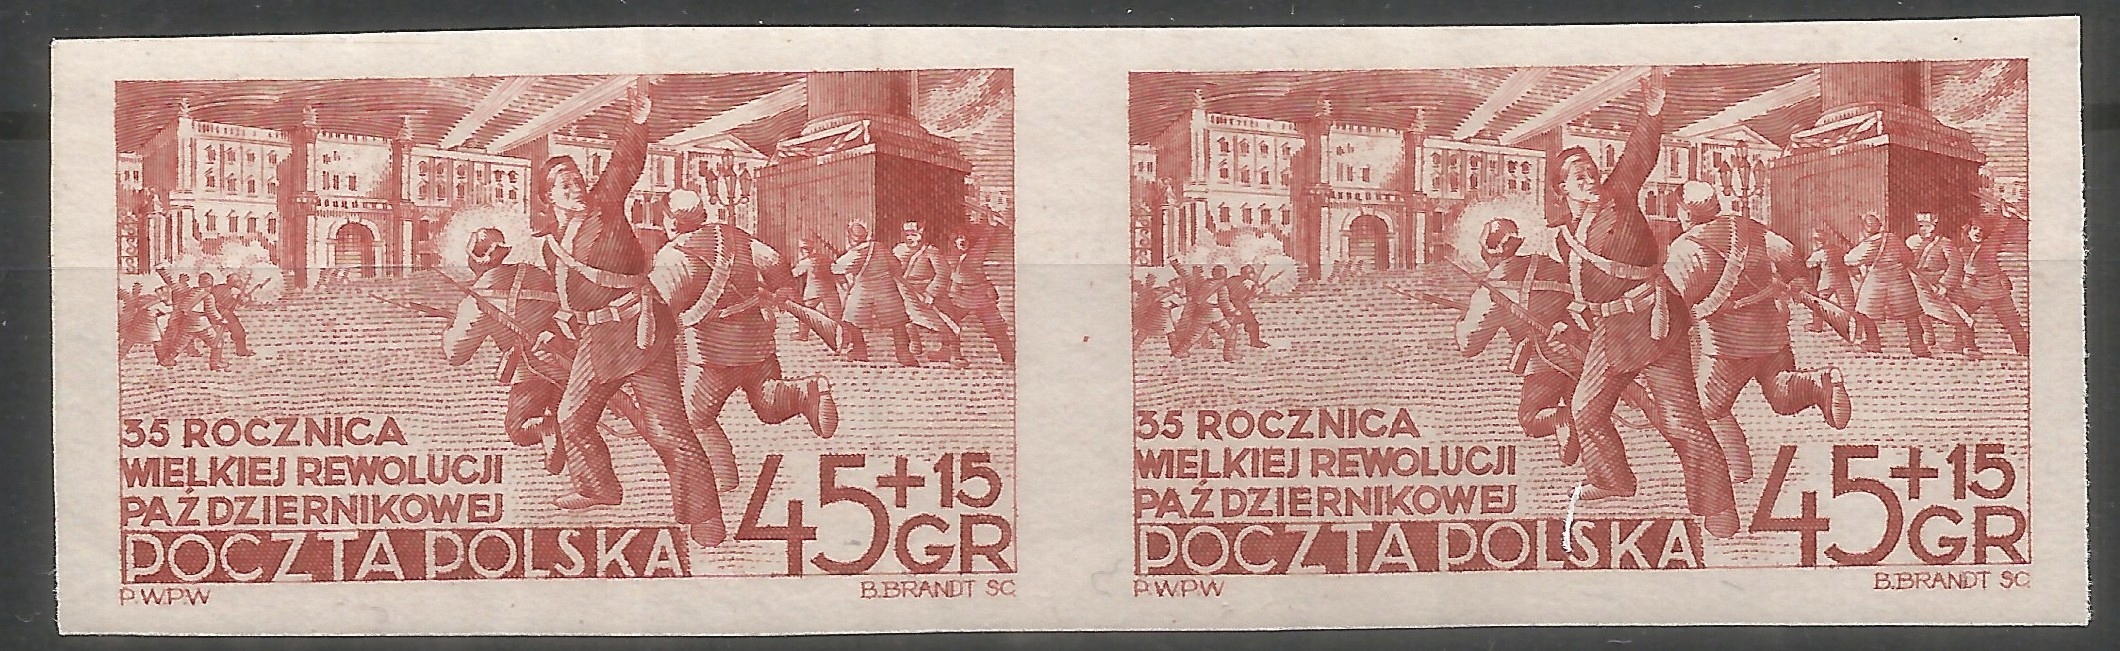 35 ROCZNICA
WIELKIEJ REWOLUCJI
PAŹDZIERNIKOWEJ
45+15
GR
POCZTA POLSKA
P.W.P.W
B.BRANDT SC.
35 ROCZNICA
WIELKIEJ REWOLUCJI
PAŹDZIERNIKOWEJ
45+15
GR
POCZTA POLSKA
P.W.P.W
B.BRANDT SC.